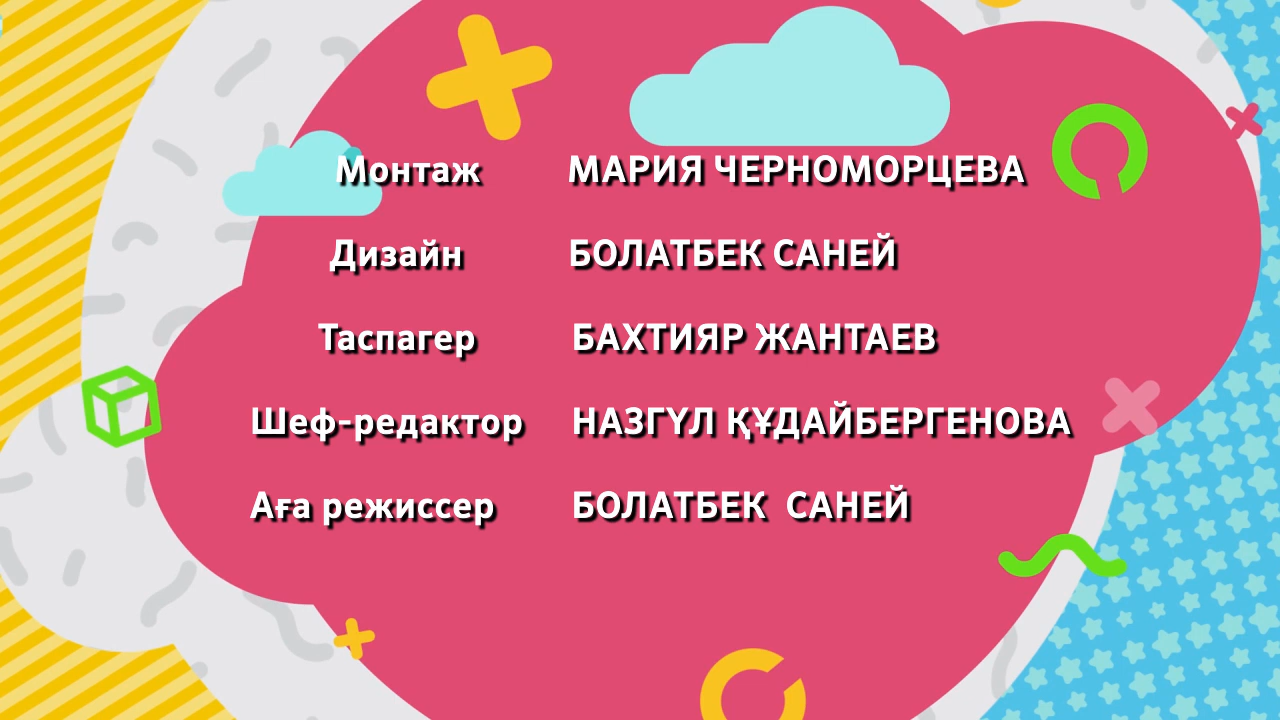 Монтаж МАРИЯ ЧЕРНОМОРЦЕВА
Дизайн БОЛАТБЕК САНЕЙ
Таспагер БАХТИЯР ЖАНТАЕВ
Шеф-редактор НАЗГҮЛ ҚҰДАЙБЕРГЕНОВА
Аға режиссер БОЛАТБЕК САНЕЙ